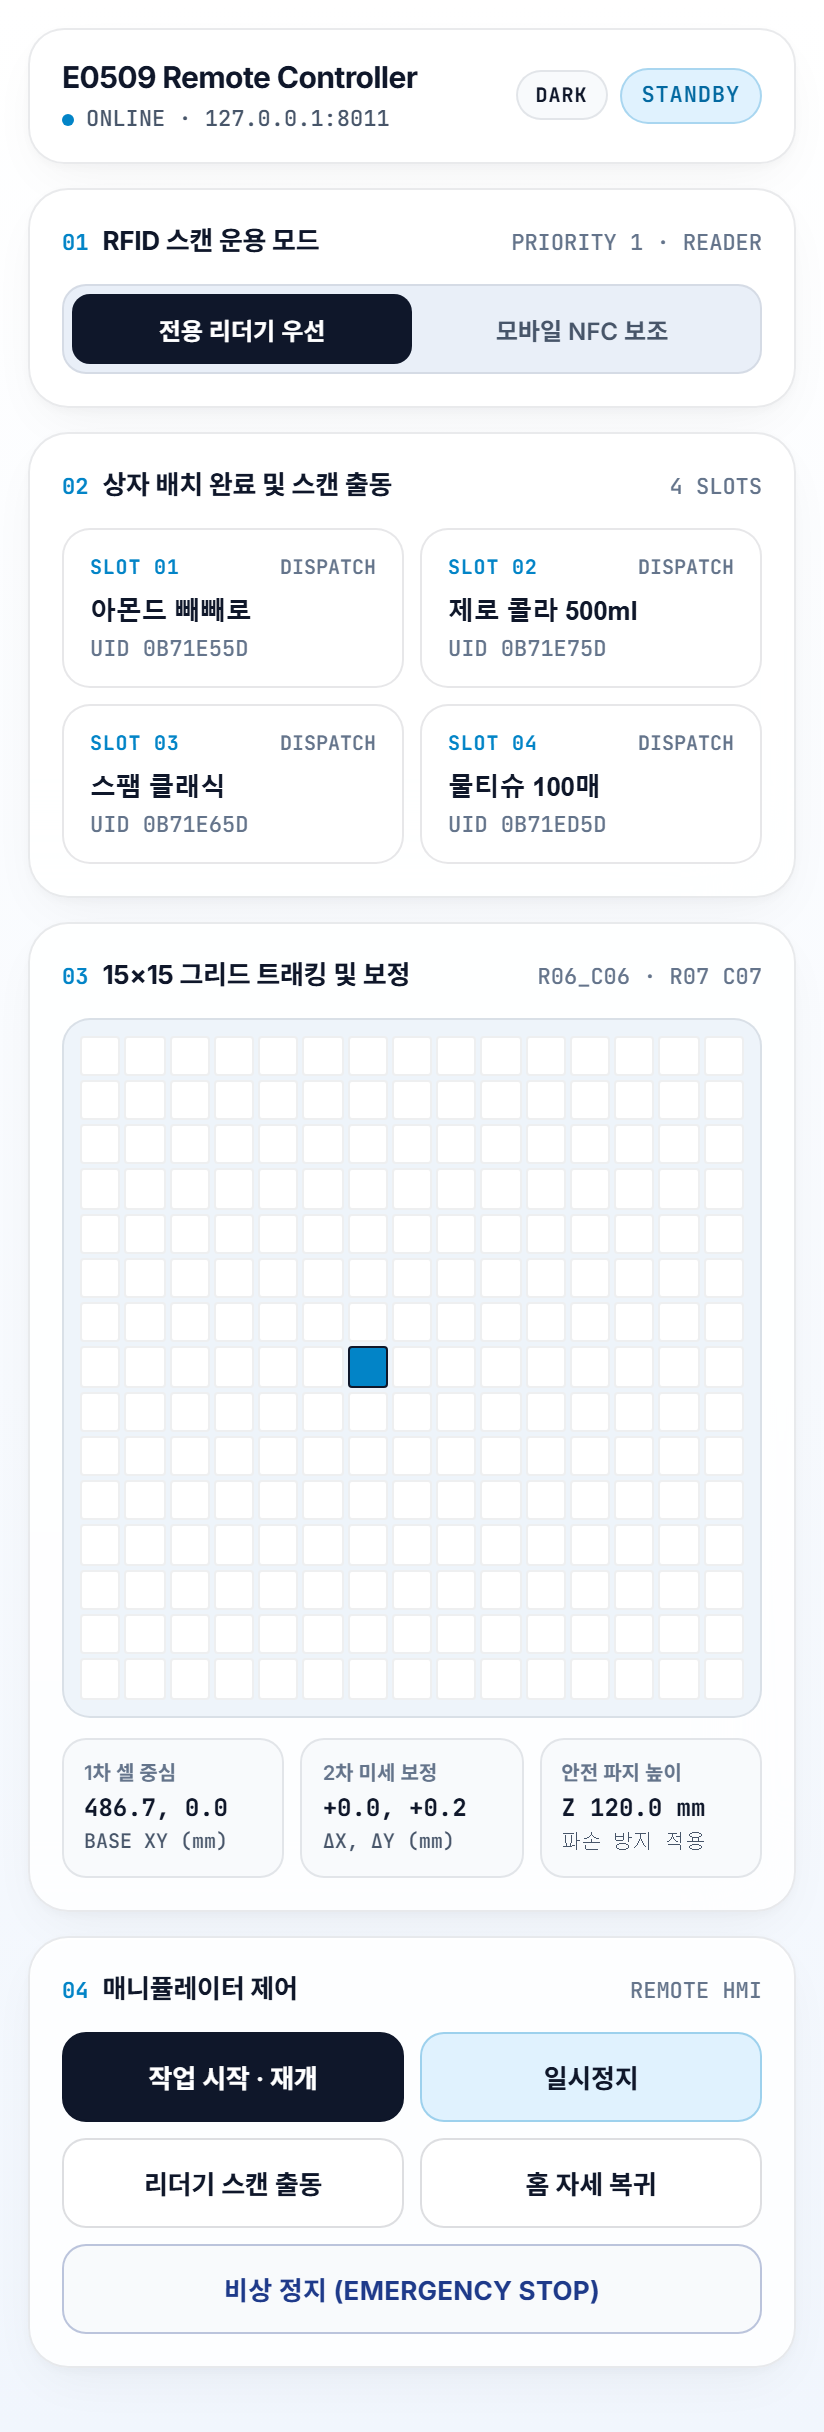 E0509 Remote Controller
ONLINE · 127.0.0.1:8011
DARK
STANDBY
01 RFID 스캔 운용 모드
PRIORITY 1 · READER
전용 리더기 우선
모바일 NFC 보조
02 상자 배치 완료 및 스캔 출동
4 SLOTS
SLOT 01 DISPATCH
아몬드 빼빼로
UID 0B71E55D
SLOT 02 DISPATCH
제로 콜라 500ml
UID 0B71E75D
SLOT 03 DISPATCH
스팸 클래식
UID 0B71E65D
SLOT 04 DISPATCH
물티슈 100매
UID 0B71ED5D
03 15×15 그리드 트래킹 및 보정
R06_C06 · R07 C07
1차 셀 중심
486.7, 0.0
BASE XY (mm)
2차 미세 보정
+0.0, +0.2
ΔX, ΔY (mm)
안전 파지 높이
Z 120.0 mm
파손 방지 적용
04 매니퓰레이터 제어
REMOTE HMI
작업 시작 · 재개
일시정지
리더기 스캔 출동
홈 자세 복귀
비상 정지 (EMERGENCY STOP)